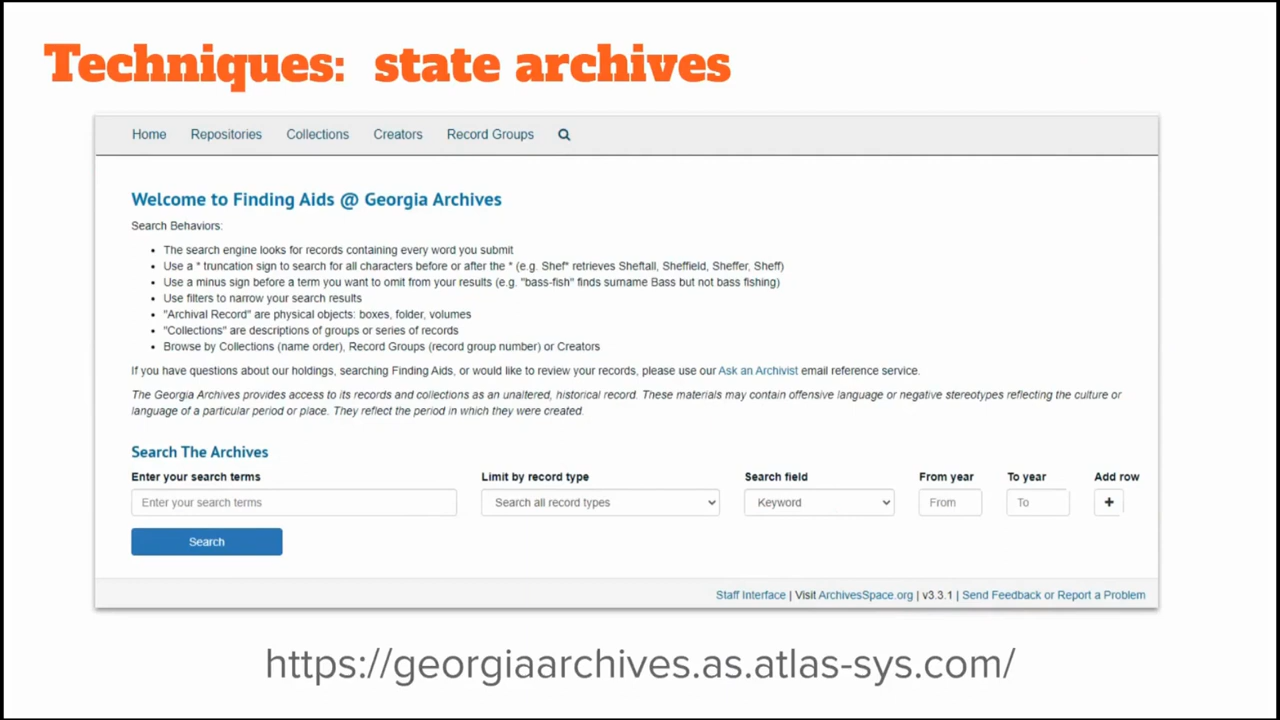 Techniques: state archives
Home Repositories Collections Creators Record Groups
Welcome to Finding Aids @ Georgia Archives
Search Behaviors:
• The search engine looks for records containing every word you submit
• Use a * truncation sign to search for all characters before or after the * (e.g. Shef* retrieves Sheftall, Sheffield, Sheffer, Sheff)
• Use a minus sign before a term you want to omit from your results (e.g. "bass-fish" finds surname Bass but not bass fishing)
• Use filters to narrow your search results
• "Archival Record" are physical objects: boxes, folder, volumes
• "Collections" are descriptions of groups or series of records
• Browse by Collections (name order), Record Groups (record group number) or Creators
If you have questions about our holdings, searching Finding Aids, or would like to review your records, please use our Ask an Archivist email reference service.
The Georgia Archives provides access to its records and collections as an unaltered, historical record. These materials may contain offensive language or negative stereotypes reflecting the culture or
language of a particular period or place. They reflect the period in which they were created.
Search The Archives
Enter your search terms Limit by record type Search field From year To year Add row
Enter your search terms Search all record types Keyword From To +
Search
Staff Interface | Visit ArchivesSpace.org | v3.3.1 | Send Feedback or Report a Problem
https://georgiaarchives.as.atlas-sys.com/